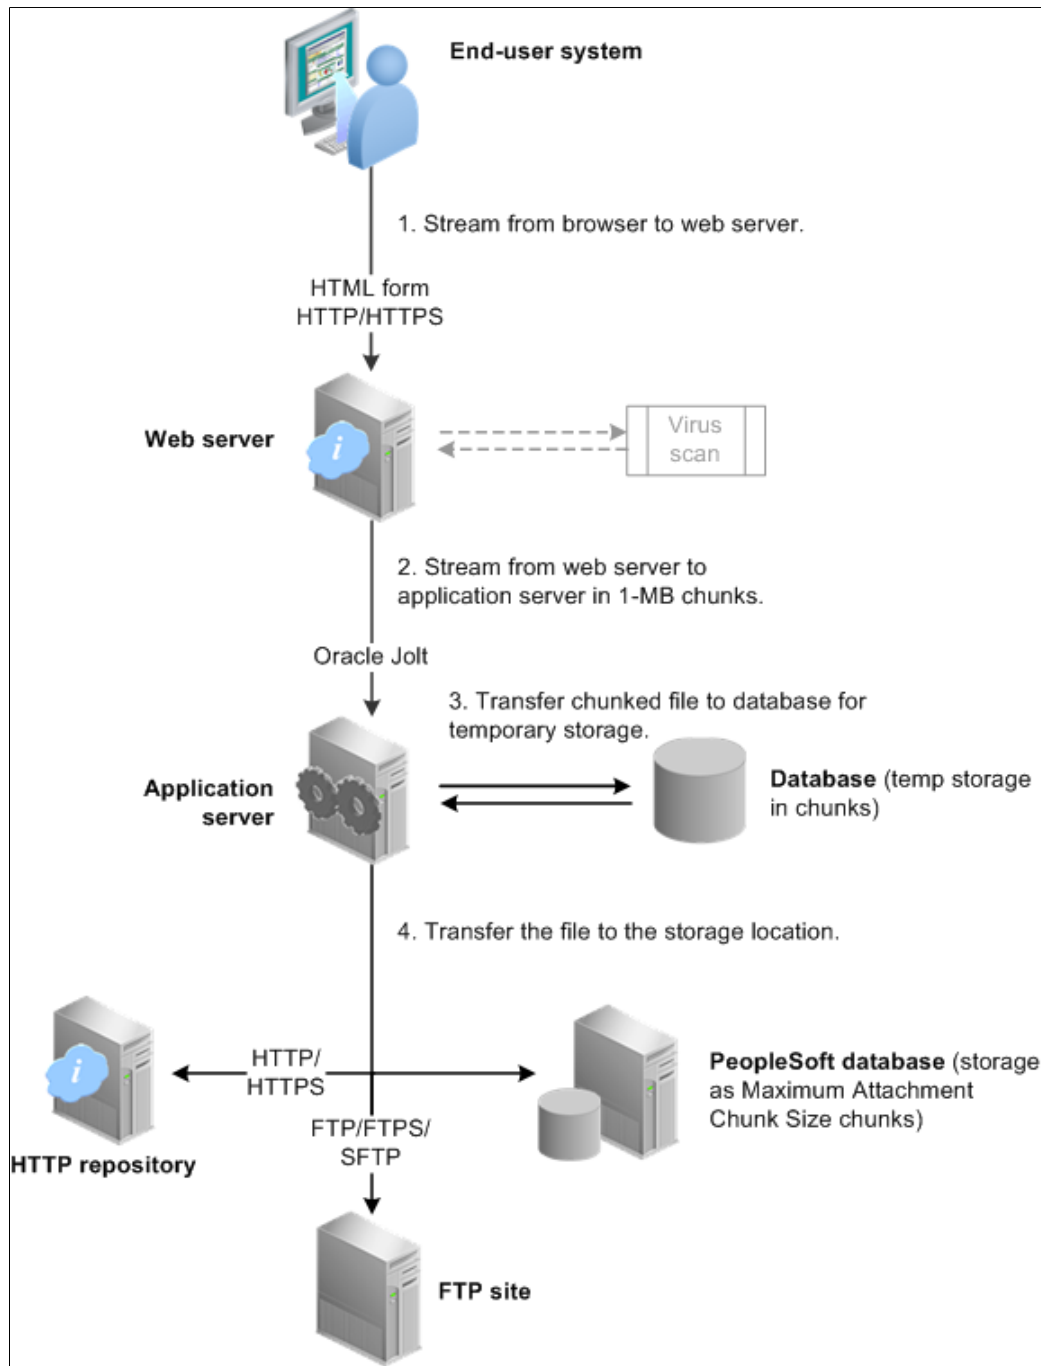 End-user system
1. Stream from browser to web server.
HTML form
HTTP/HTTPS
Web server
Virus
scan
2. Stream from web server to
application server in 1-MB chunks.
Oracle Jolt
3. Transfer chunked file to database for
temporary storage.
Application
server
Database (temp storage
in chunks)
4. Transfer the file to the storage location.
HTTP/
HTTPS
PeopleSoft database (storage
as Maximum Attachment
Chunk Size chunks)
FTP/FTPS/
SFTP
HTTP repository
FTP site